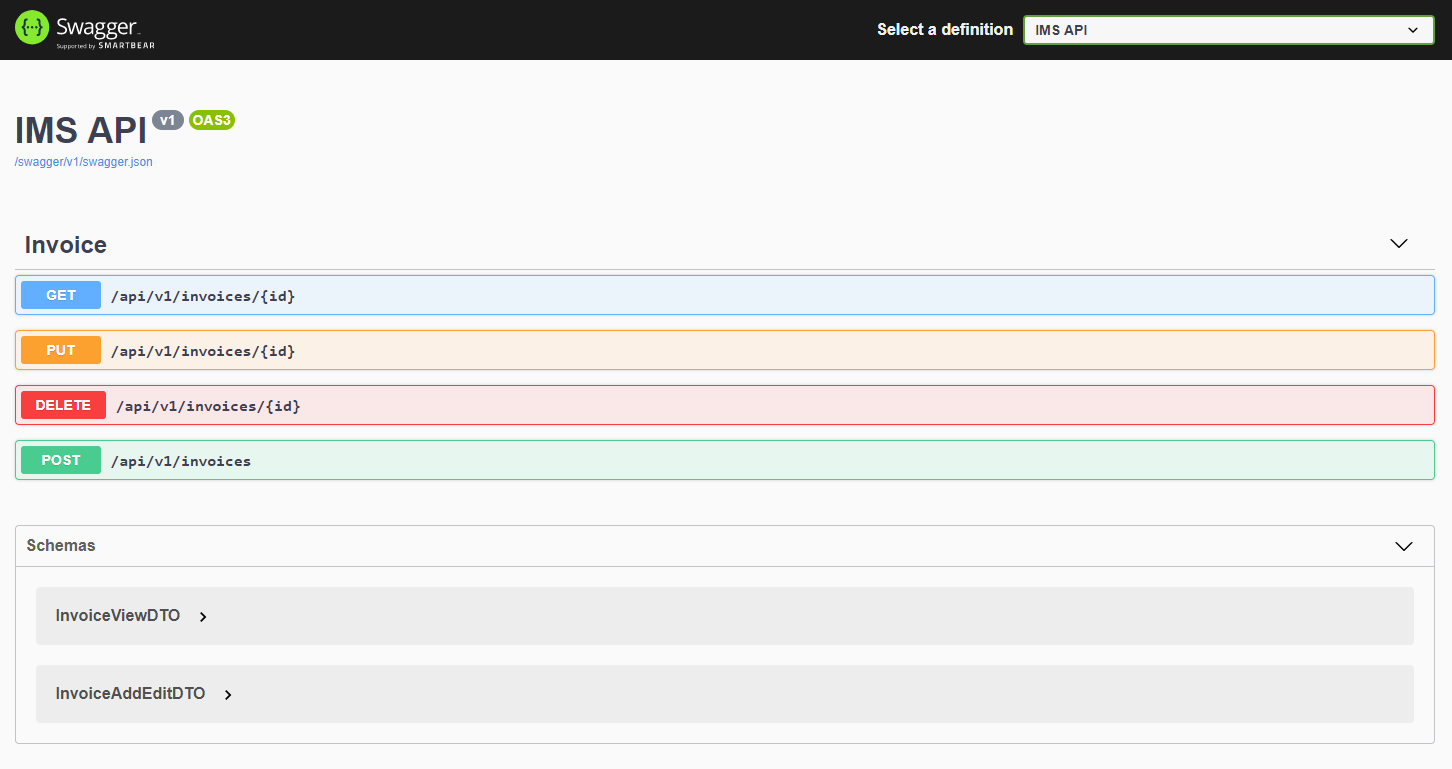 {···} Swagger
Supported by SMARTBEAR
Select a definition
IMS API
IMS API v1 OAS3
/swagger/v1/swagger.json
Invoice
GET /api/v1/invoices/{id}
PUT /api/v1/invoices/{id}
DELETE /api/v1/invoices/{id}
POST /api/v1/invoices
Schemas
InvoiceViewDTO
InvoiceAddEditDTO